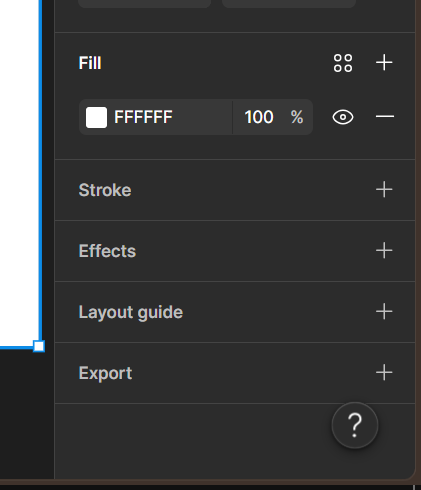 Fill
FFFFFF 100 %
Stroke
Effects
Layout guide
Export
?